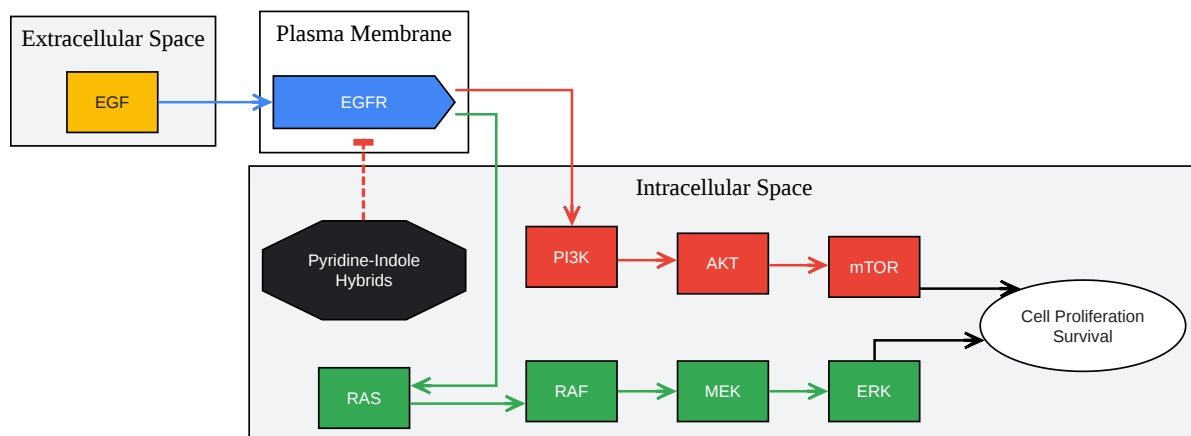 Extracellular Space
EGF
Plasma Membrane
EGFR
Intracellular Space
Pyridine-Indole
Hybrids
PI3K
AKT
mTOR
Cell Proliferation
Survival
RAS
RAF
MEK
ERK